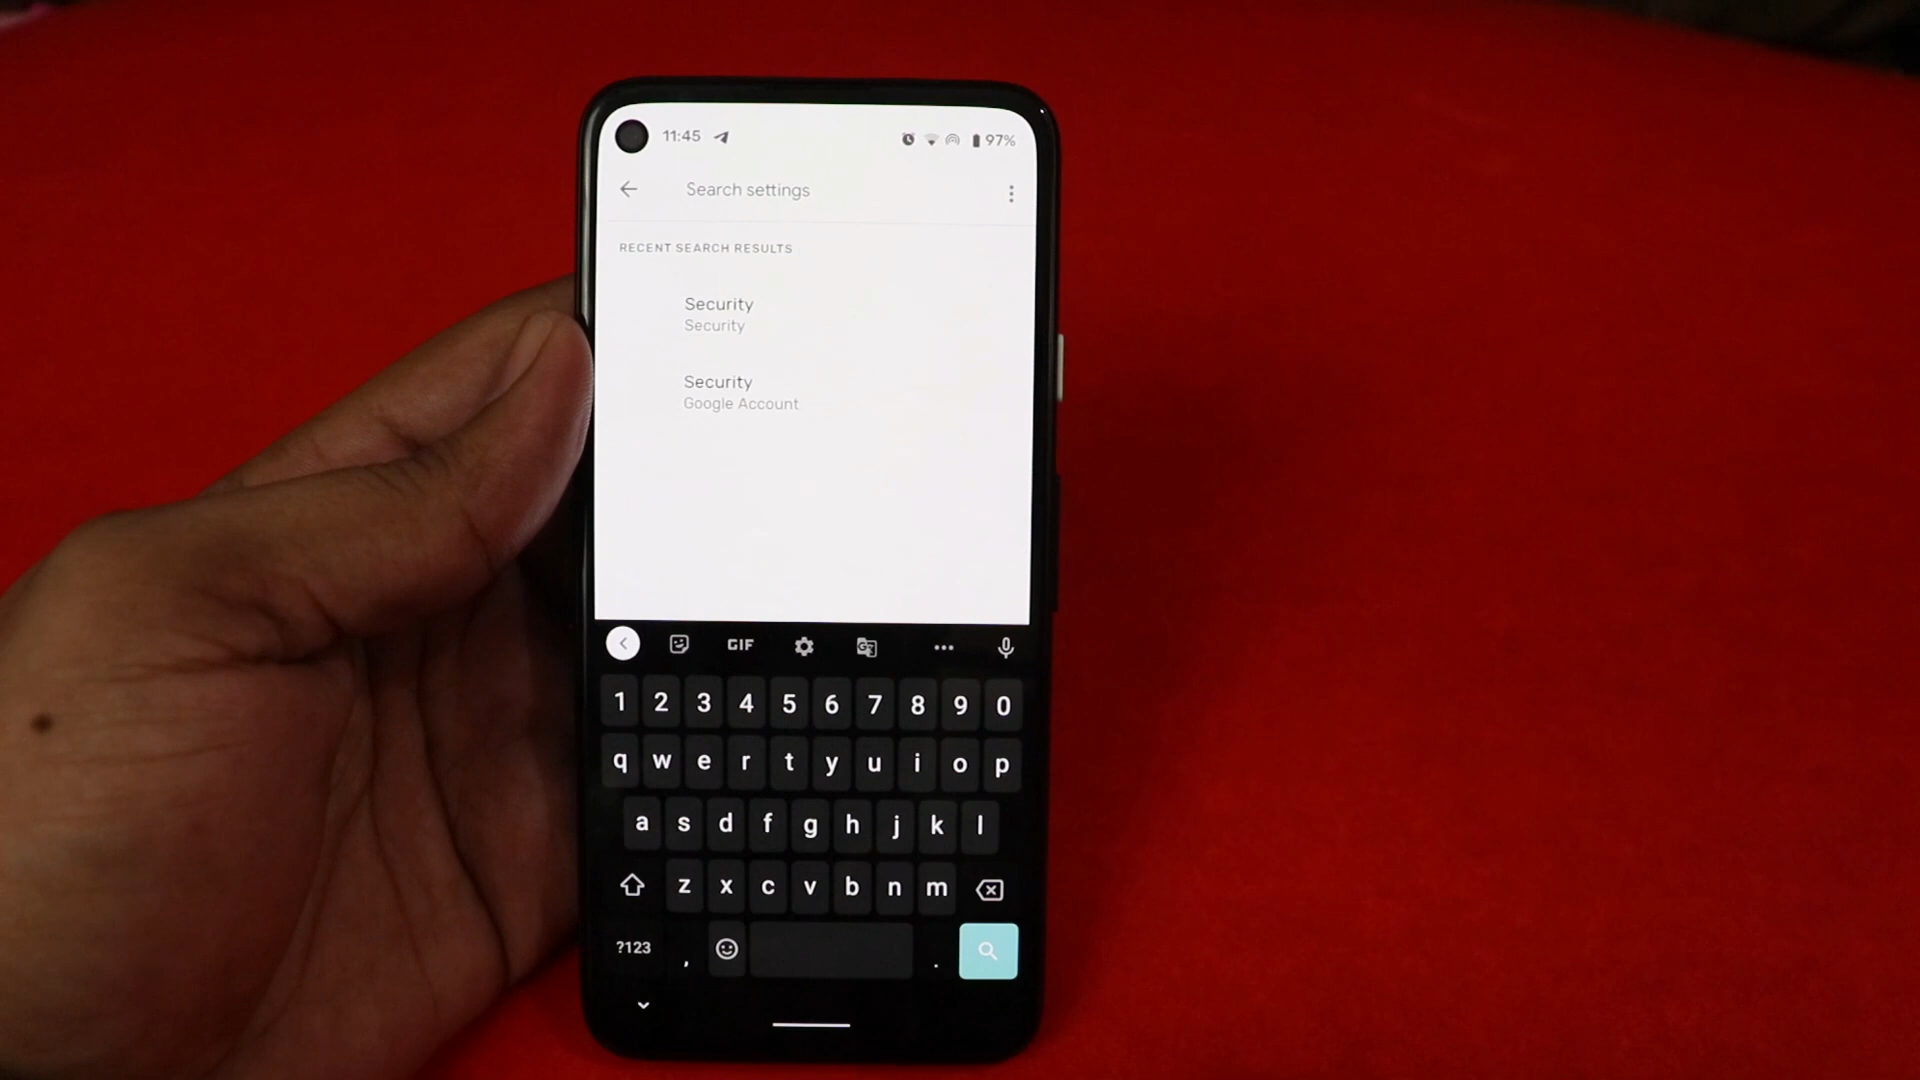 11:45 97%
Search settings
RECENT SEARCH RESULTS
Security
Security
Security
Google Account
GIF
1 2 3 4 5 6 7 8 9 0
q w e r t y u i o p
a s d f g h j k l
z x c v b n m
?123 , .